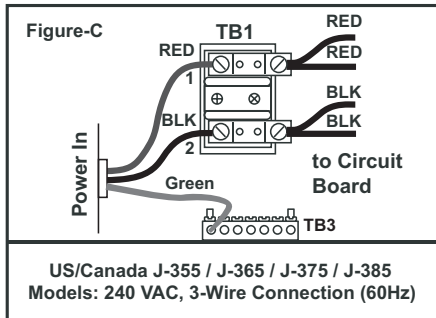 Figure-C
TB1
RED
RED
RED
1
BLK
BLK
BLK
2
to Circuit
Board
Power In
Green
TB3
US/Canada J-355 / J-365 / J-375 / J-385
Models: 240 VAC, 3-Wire Connection (60Hz)